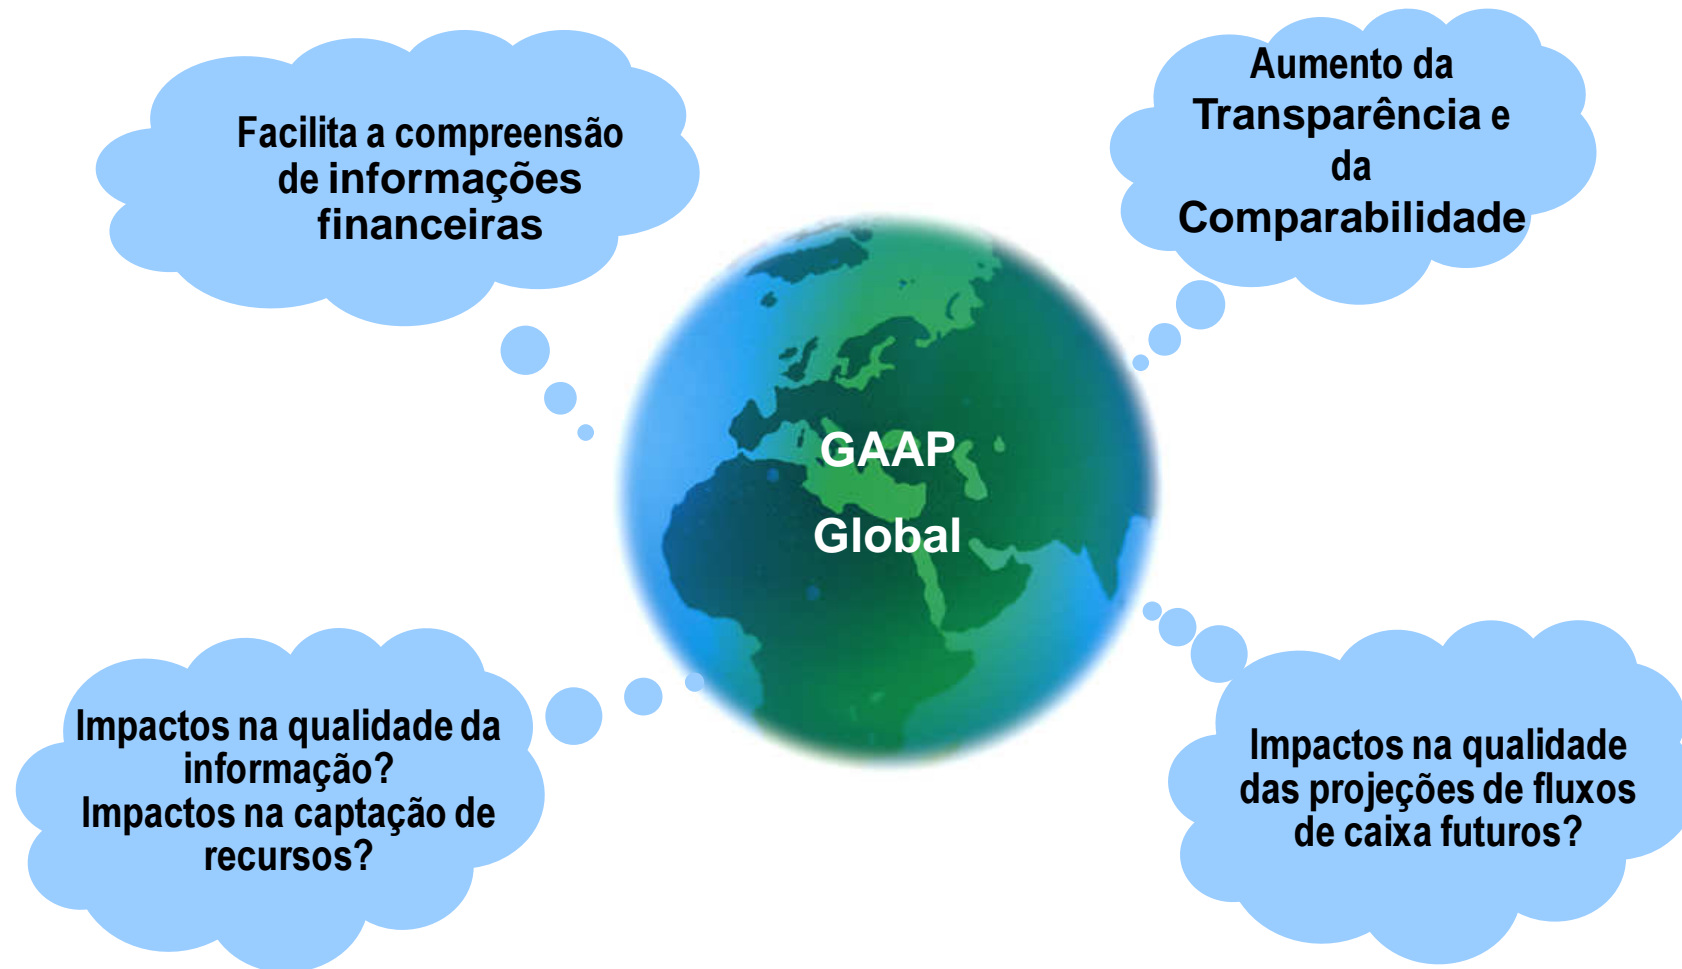 Facilita a compreensão
de informações
financeiras
Aumento da
Transparência e
da
Comparabilidade
GAAP
Global
Impactos na qualidade da
informação?
Impactos na captação de
recursos?
Impactos na qualidade
das projeções de fluxos
de caixa futuros?